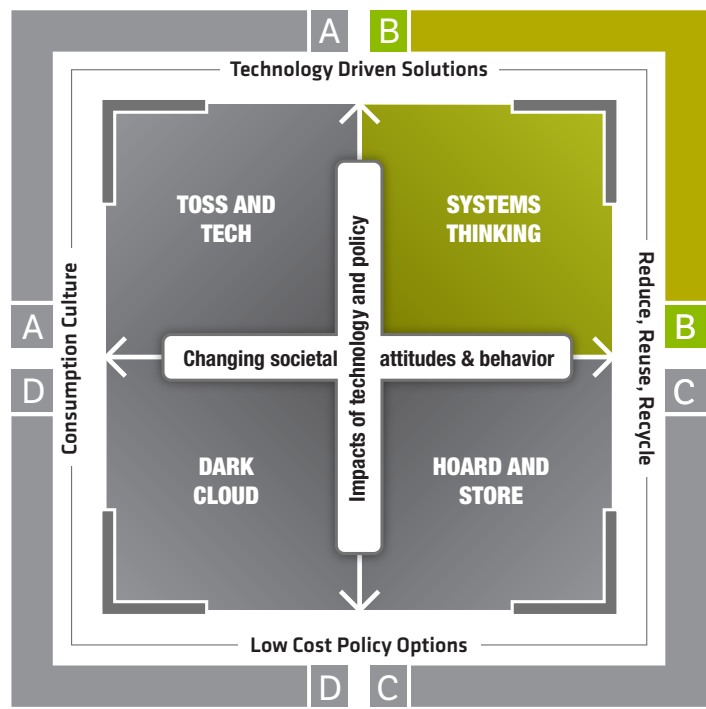 A
B
Technology Driven Solutions
TOSS AND
TECH
SYSTEMS
THINKING
Impacts of technology and policy
Consumption Culture
Reduce, Reuse, Recycle
A
B
Changing societal attitudes & behavior
D
C
DARK
CLOUD
HOARD AND
STORE
Low Cost Policy Options
D
C